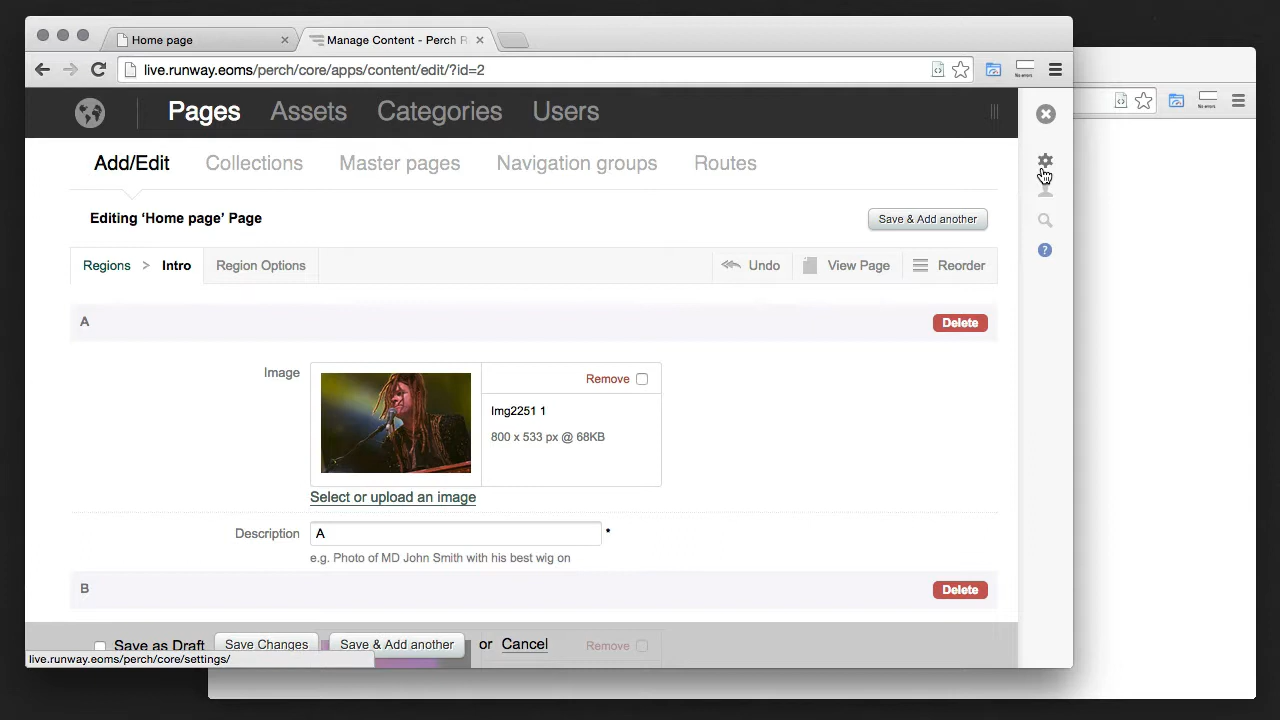 Home page
Manage Content - Perch R
live.runway.eoms/perch/core/apps/content/edit/?id=2
Pages Assets Categories Users
Add/Edit Collections Master pages Navigation groups Routes
Editing ‘Home page’ Page
Save & Add another
Regions > Intro Region Options Undo View Page Reorder
A Delete
Image
Remove
Img2251 1
800 x 533 px @ 68KB
Select or upload an image
Description A *
e.g. Photo of MD John Smith with his best wig on
B Delete
Save as Draft Save Changes Save & Add another or Cancel Remove
live.runway.eoms/perch/core/settings/